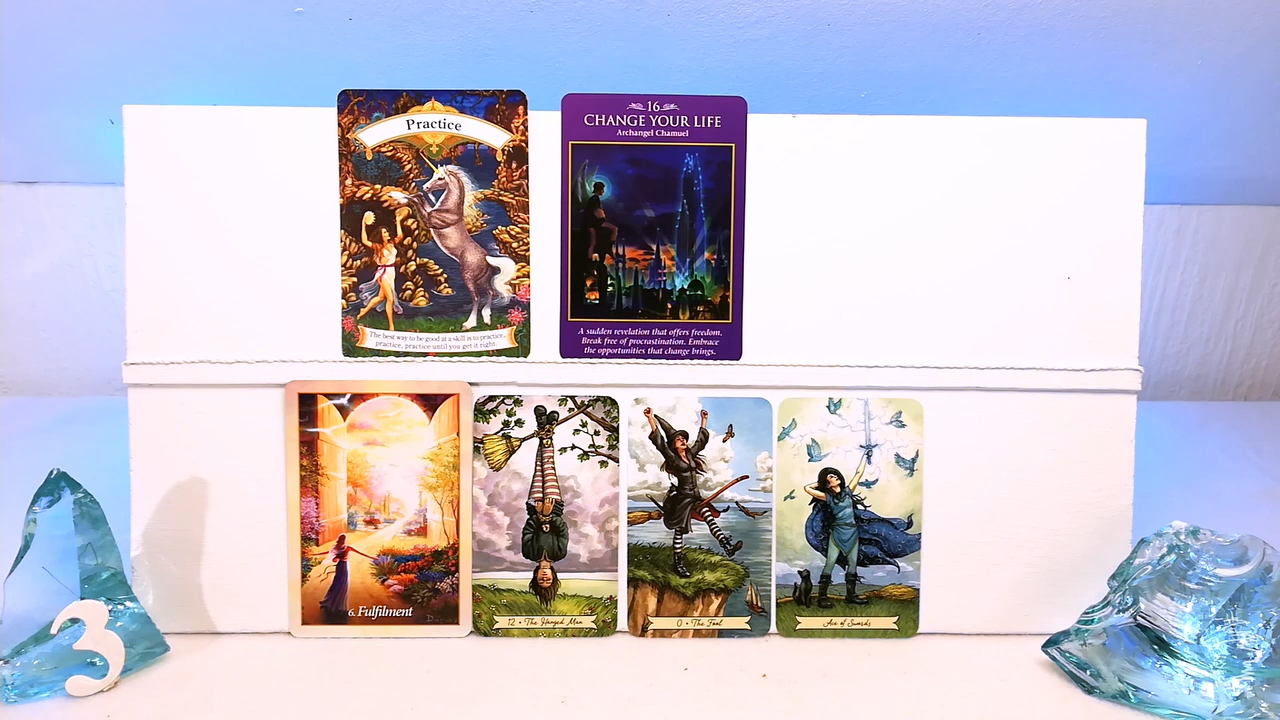 Practice
The best way to be good at a skill is to practice,
practice, practice until you get it right.
16
CHANGE YOUR LIFE
Archangel Chamuel
A sudden revelation that offers freedom.
Break free of procrastination. Embrace
the opportunities that change brings.
6. Fulfilment
12 • The Hanged Man
0 • The Fool
Ace of Swords
3